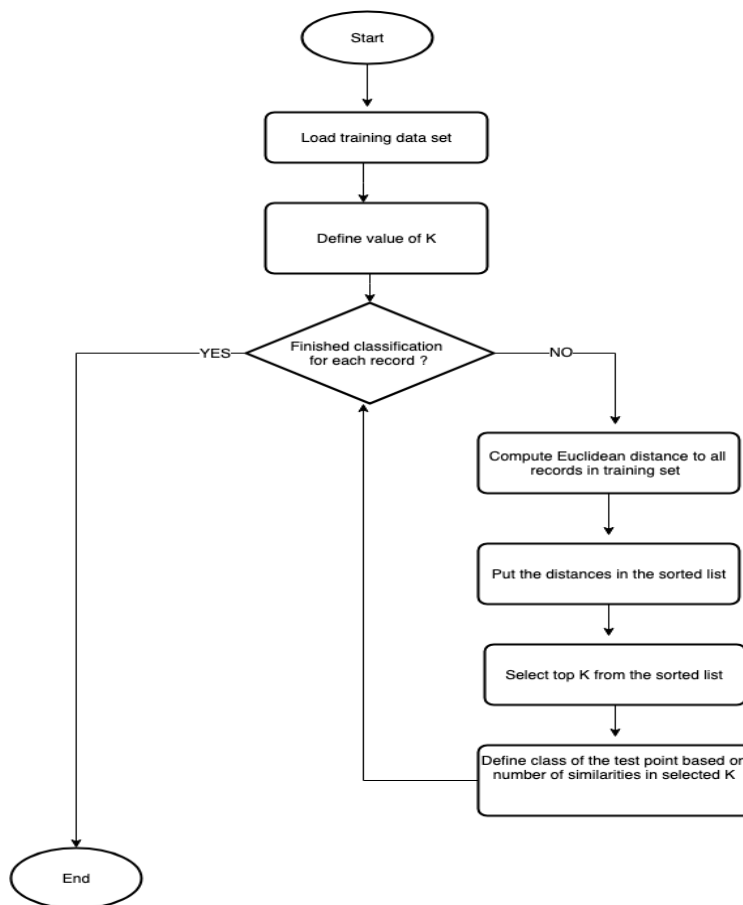 Start
Load training data set
Define value of K
Finished classification
for each record ?
YES
NO
Compute Euclidean distance to all
records in training set
Put the distances in the sorted list
Select top K from the sorted list
Define class of the test point based on
number of similarities in selected K
End